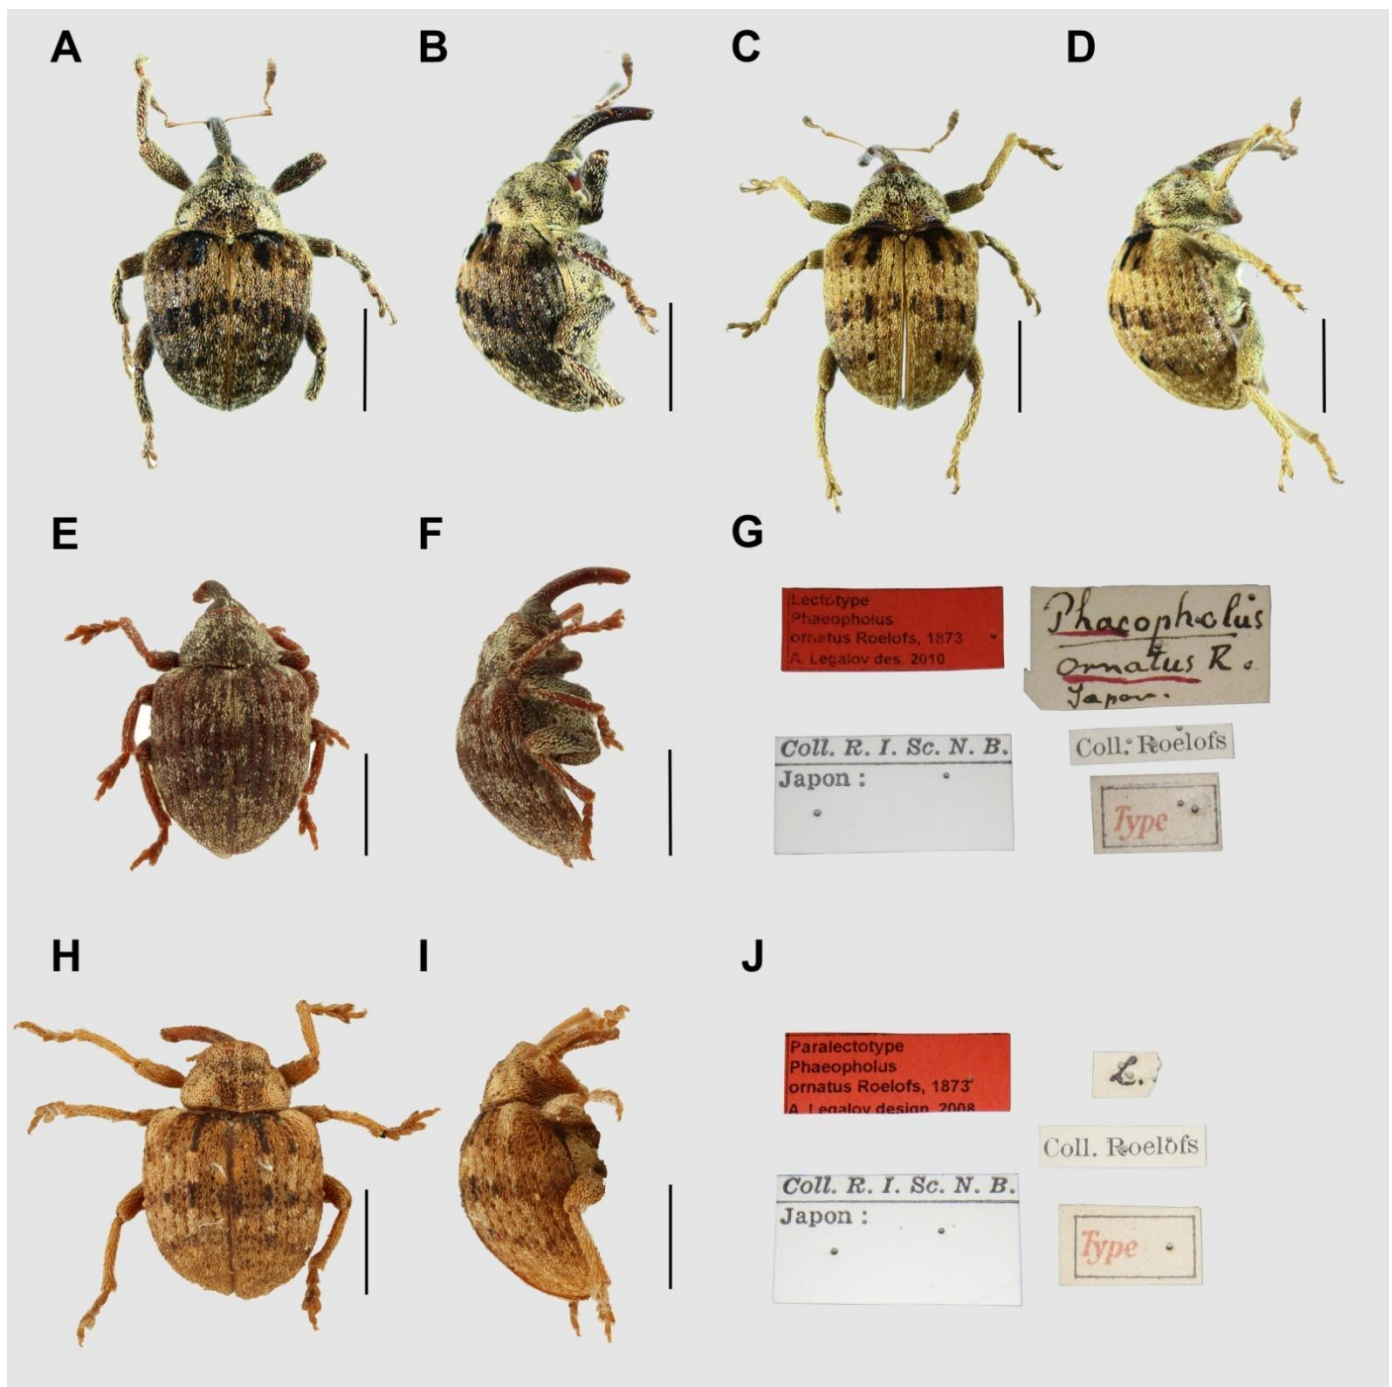 A
B
C
D
E
F
G
Lectotype
Phaeopholus
ornatus Roelofs, 1873
A. Legalov des. 2010
Phaeopholus
ornatus R.
Japon.
Coll. R. I. Sc. N. B.
Japon :
Coll. Roelofs
Type
H
I
J
Paralectotype
Phaeopholus
ornatus Roelofs, 1873
A. Legalov design. 2008
L.
Coll. Roelofs
Coll. R. I. Sc. N. B.
Japon :
Type